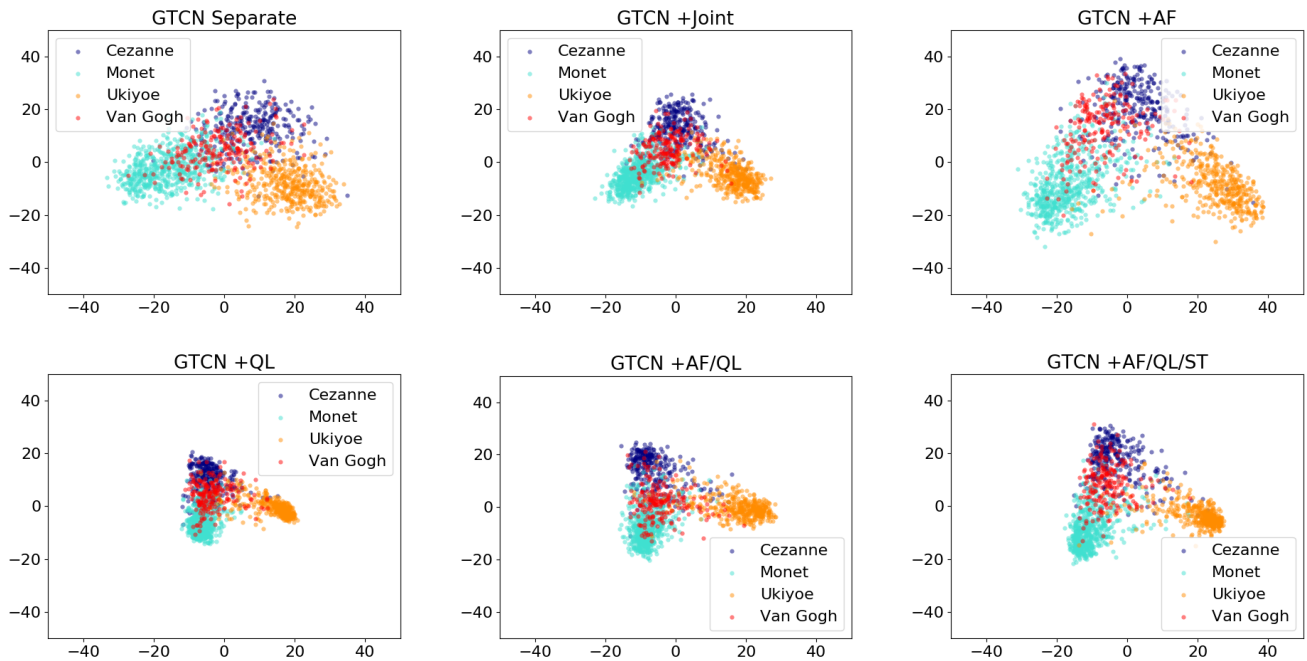 GTCN Separate
40
20
0
−20
−40
−40 −20 0 20 40
Cezanne
Monet
Ukiyoe
Van Gogh
GTCN +Joint
40
20
0
−20
−40
−40 −20 0 20 40
Cezanne
Monet
Ukiyoe
Van Gogh
GTCN +AF
40
20
0
−20
−40
−40 −20 0 20 40
Cezanne
Monet
Ukiyoe
Van Gogh
GTCN +QL
40
20
0
−20
−40
−40 −20 0 20 40
Cezanne
Monet
Ukiyoe
Van Gogh
GTCN +AF/QL
40
20
0
−20
−40
−40 −20 0 20 40
Cezanne
Monet
Ukiyoe
Van Gogh
GTCN +AF/QL/ST
40
20
0
−20
−40
−40 −20 0 20 40
Cezanne
Monet
Ukiyoe
Van Gogh